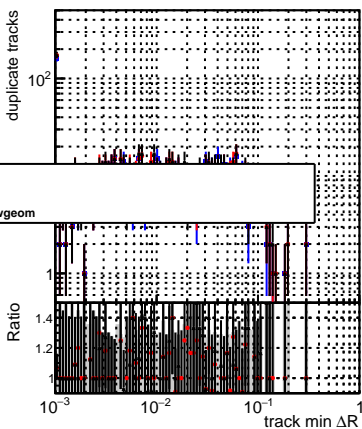 duplicate tracks
10²
vgeom
1
Ratio
1.4
1.2
1
10⁻³
10⁻²
10⁻¹
1
track min ΔR